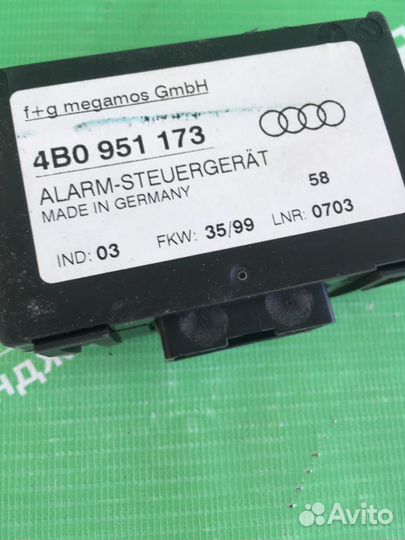 f+g megamos GmbH
4B0 951 173
ALARM-STEUERGERÄT
MADE IN GERMANY
58
IND: 03 FKW: 35/99 LNR: 0703
Avito